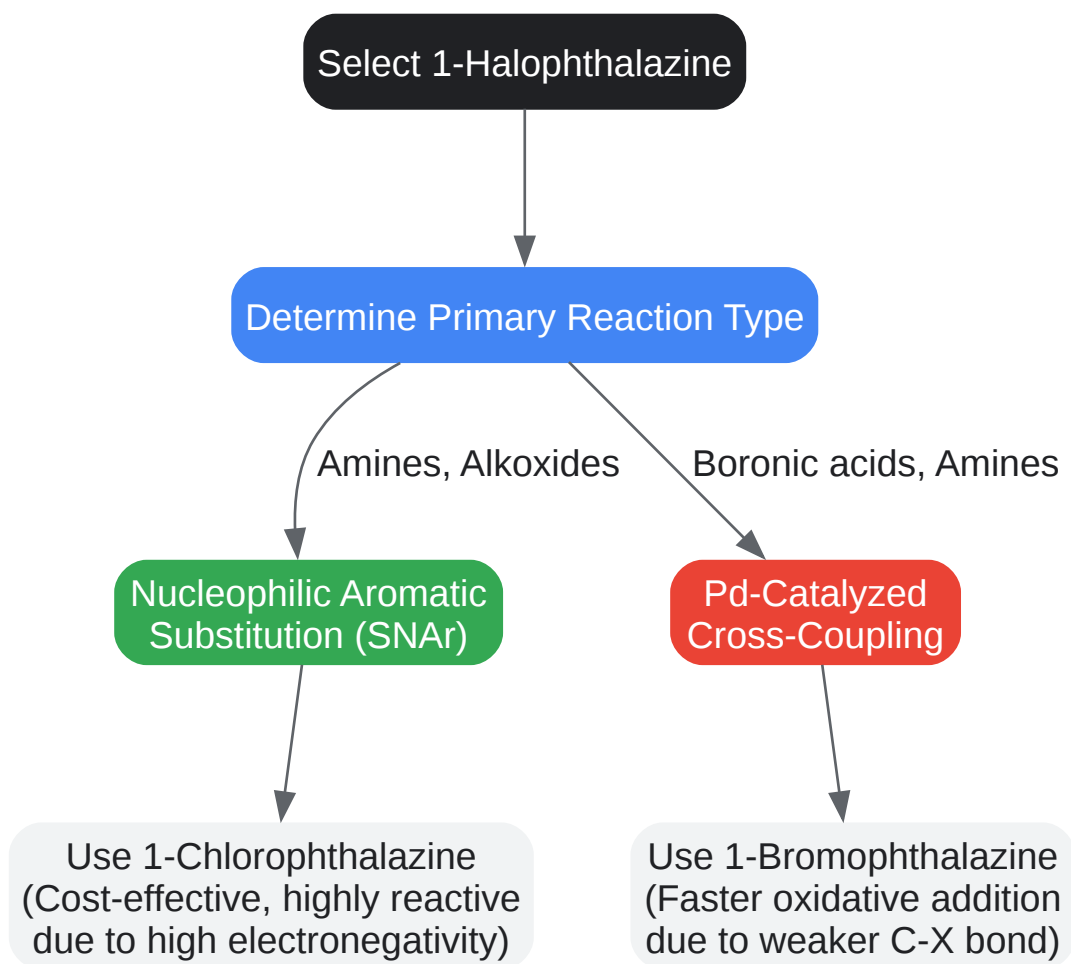 Select 1-Halophthalazine
Determine Primary Reaction Type
Amines, Alkoxides
Boronic acids, Amines
Nucleophilic Aromatic
Substitution (SNAr)
Pd-Catalyzed
Cross-Coupling
Use 1-Chlorophthalazine
(Cost-effective, highly reactive
due to high electronegativity)
Use 1-Bromophthalazine
(Faster oxidative addition
due to weaker C-X bond)